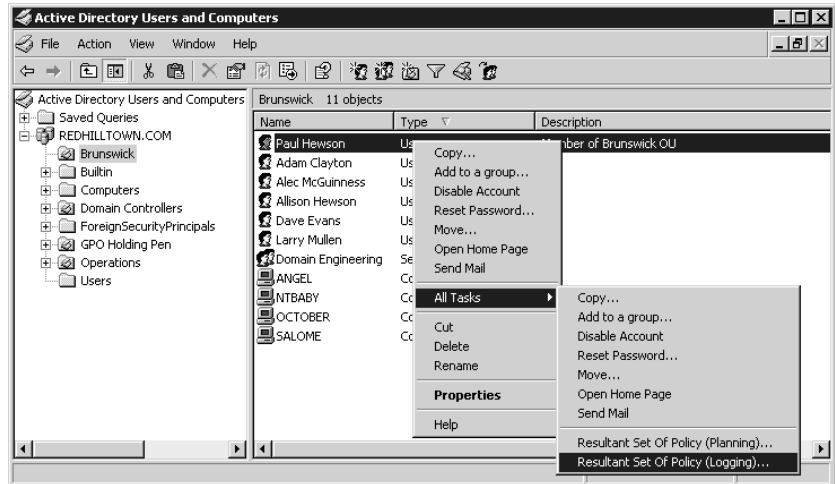 Active Directory Users and Computers
File Action View Window Help
Active Directory Users and Computers
Saved Queries
REDHILLTOWN.COM
Brunswick
Builtin
Computers
Domain Controllers
ForeignSecurityPrincipals
GPO Holding Pen
Operations
Users
Brunswick 11 objects
Name Type Description
Paul Hewson Us Member of Brunswick OU
Adam Clayton Us
Alec McGuinness Us
Allison Hewson Us
Dave Evans Us
Larry Mullen Us
Domain Engineering Se
ANGEL Co
NTBABY Co
OCTOBER Co
SALOME Co
Copy...
Add to a group...
Disable Account
Reset Password...
Move...
Open Home Page
Send Mail
All Tasks
Cut
Delete
Rename
Properties
Help
Copy...
Add to a group...
Disable Account
Reset Password...
Move...
Open Home Page
Send Mail
Resultant Set Of Policy (Planning)...
Resultant Set Of Policy (Logging)...